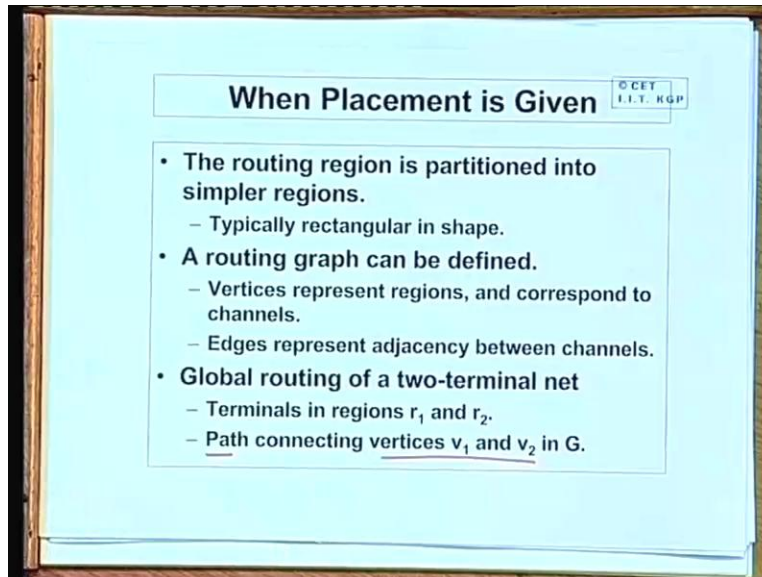 When Placement is Given
© CET
I.I.T. KGP
• The routing region is partitioned into
simpler regions.
– Typically rectangular in shape.
• A routing graph can be defined.
– Vertices represent regions, and correspond to
channels.
– Edges represent adjacency between channels.
• Global routing of a two-terminal net
– Terminals in regions r₁ and r₂.
– Path connecting vertices v₁ and v₂ in G.